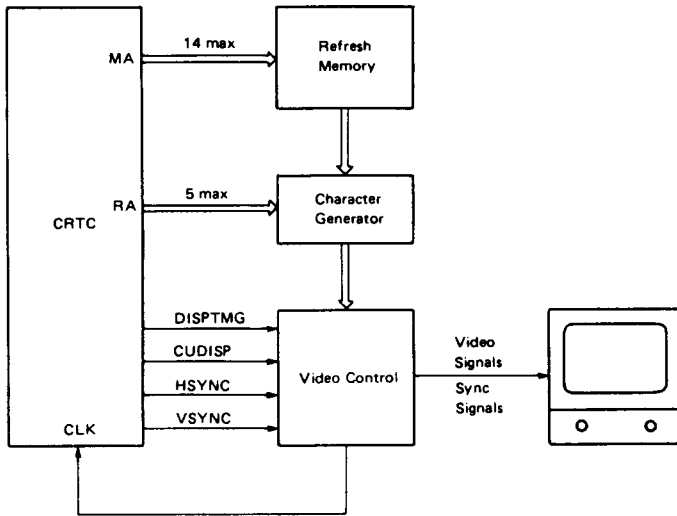 14 max
MA
Refresh
Memory
5 max
RA
Character
Generator
CRTC
DISPTMG
CUDISP
Video Control
HSYNC
VSYNC
CLK
Video
Signals
Sync
Signals